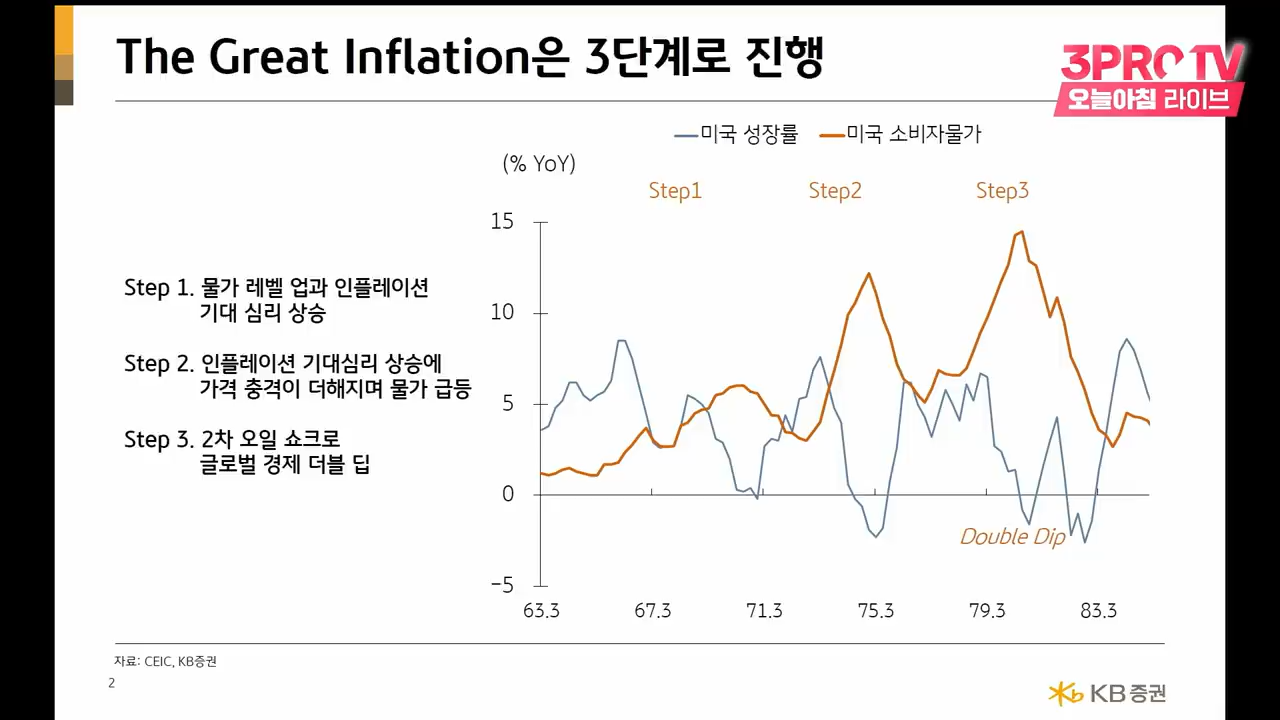 The Great Inflation은 3단계로 진행
3PRO TV
오늘아침 라이브
미국 성장률 미국 소비자물가
(% YoY)
Step1 Step2 Step3
15
10
5
0
-5
63.3 67.3 71.3 75.3 79.3 83.3
Double Dip
Step 1. 물가 레벨 업과 인플레이션
기대 심리 상승
Step 2. 인플레이션 기대심리 상승에
가격 충격이 더해지며 물가 급등
Step 3. 2차 오일 쇼크로
글로벌 경제 더블 딥
자료: CEIC, KB증권
2
KB증권